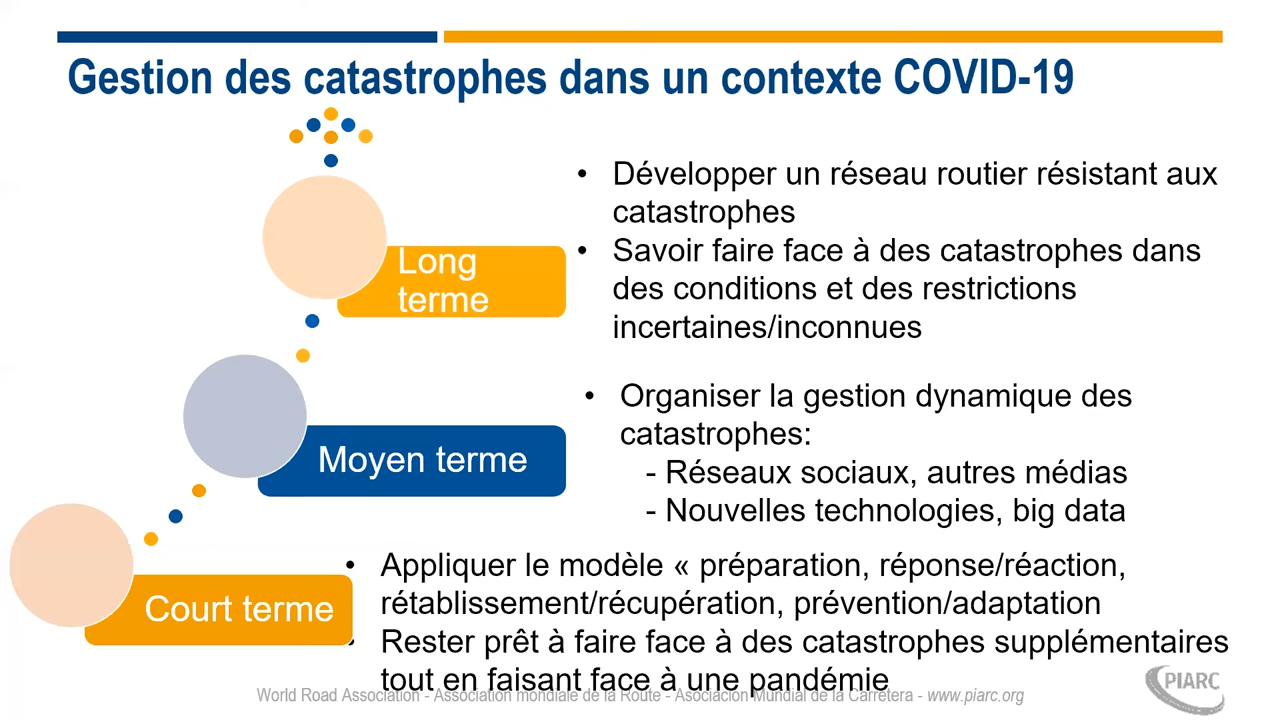 Gestion des catastrophes dans un contexte COVID-19
• Développer un réseau routier résistant aux
catastrophes
• Savoir faire face à des catastrophes dans
des conditions et des restrictions
incertaines/inconnues
Long
terme
• Organiser la gestion dynamique des
catastrophes:
- Réseaux sociaux, autres médias
- Nouvelles technologies, big data
Moyen terme
• Appliquer le modèle « préparation, réponse/réaction,
rétablissement/récupération, prévention/adaptation
• Rester prêt à faire face à des catastrophes supplémentaires
tout en faisant face à une pandémie
Court terme
World Road Association - Association mondiale de la Route - Asociacion Mundial de la Carretera - www.piarc.org
PIARC